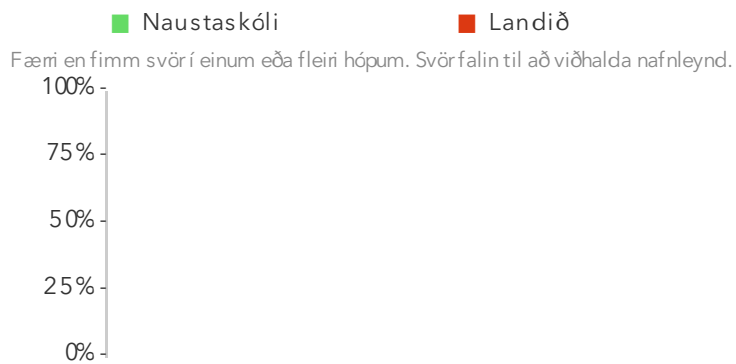 Naustaskóli Landið
Færri en fimm svör í einum eða fleiri hópum. Svör falin til að viðhalda nafnleynd.
100%
75%
50%
25%
0%